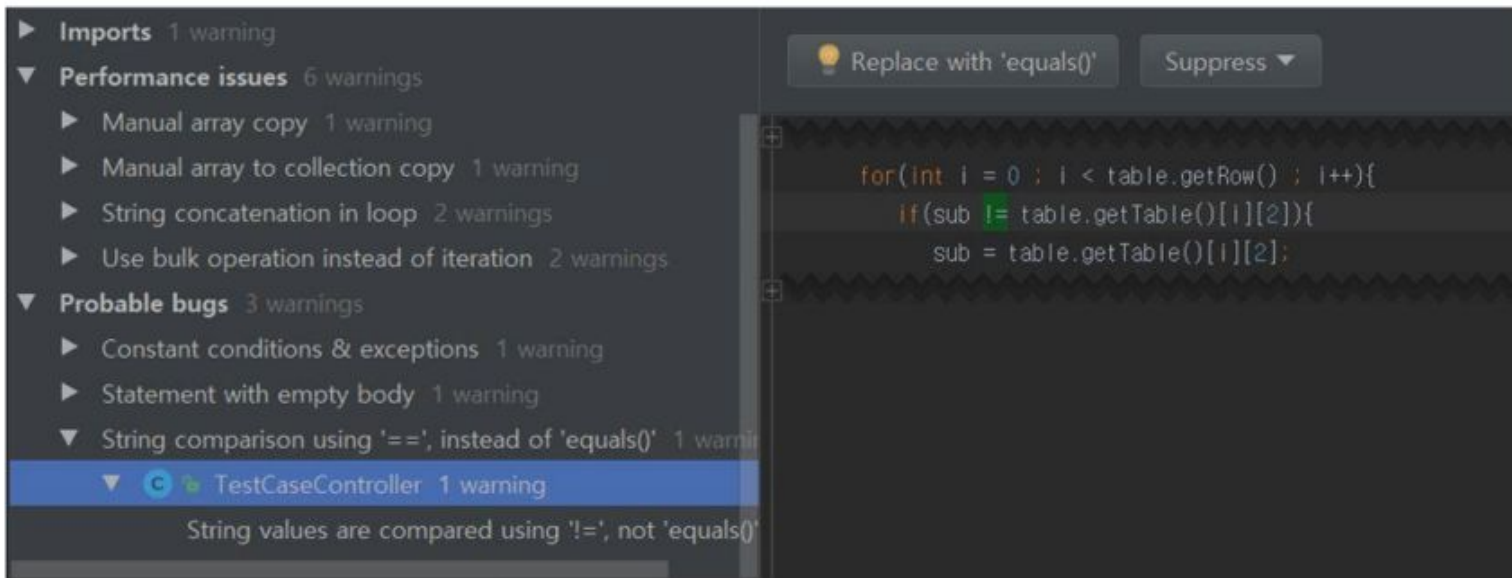 Imports 1 warning
Performance issues 6 warnings
Manual array copy 1 warning
Manual array to collection copy 1 warning
String concatenation in loop 2 warnings
Use bulk operation instead of iteration 2 warnings
Probable bugs 3 warnings
Constant conditions & exceptions 1 warning
Statement with empty body 1 warning
String comparison using '==', instead of 'equals()' 1 warnin
C TestCaseController 1 warning
String values are compared using '!=', not 'equals()'
Replace with 'equals()' Suppress
for(int i = 0 ; i < table.getRow() ; i++){
if(sub != table.getTable()[i][2]){
sub = table.getTable()[i][2];